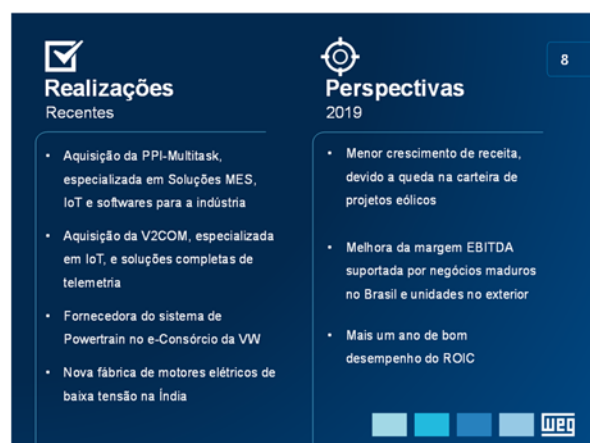 Realizações
Recentes
• Aquisição da PPI-Multitask,
especializada em Soluções MES,
IoT e softwares para a indústria
• Aquisição da V2COM, especializada
em IoT, e soluções completas de
telemetria
• Fornecedora do sistema de
Powertrain no e-Consórcio da VW
• Nova fábrica de motores elétricos de
baixa tensão na Índia
Perspectivas
2019
8
• Menor crescimento de receita,
devido a queda na carteira de
projetos eólicos
• Melhora da margem EBITDA
suportada por negócios maduros
no Brasil e unidades no exterior
• Mais um ano de bom
desempenho do ROIC
WEG